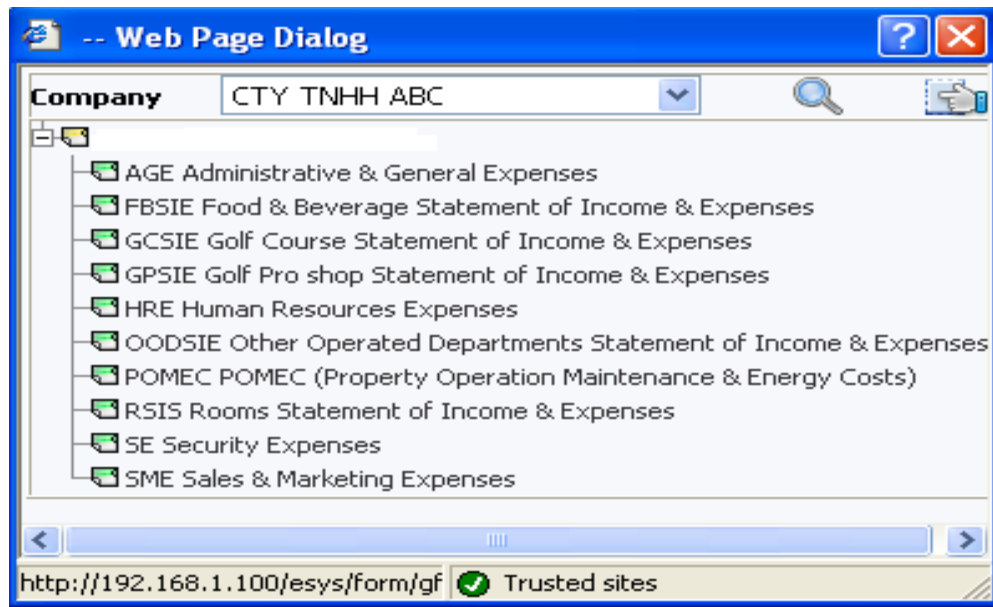 -- Web Page Dialog
Company CTY TNHH ABC
AGE Administrative & General Expenses
FBSIE Food & Beverage Statement of Income & Expenses
GCSIE Golf Course Statement of Income & Expenses
GPSIE Golf Pro shop Statement of Income & Expenses
HRE Human Resources Expenses
OODSIE Other Operated Departments Statement of Income & Expenses
POMEC POMEC (Property Operation Maintenance & Energy Costs)
RSIS Rooms Statement of Income & Expenses
SE Security Expenses
SME Sales & Marketing Expenses
http://192.168.1.100/esys/form/gf Trusted sites